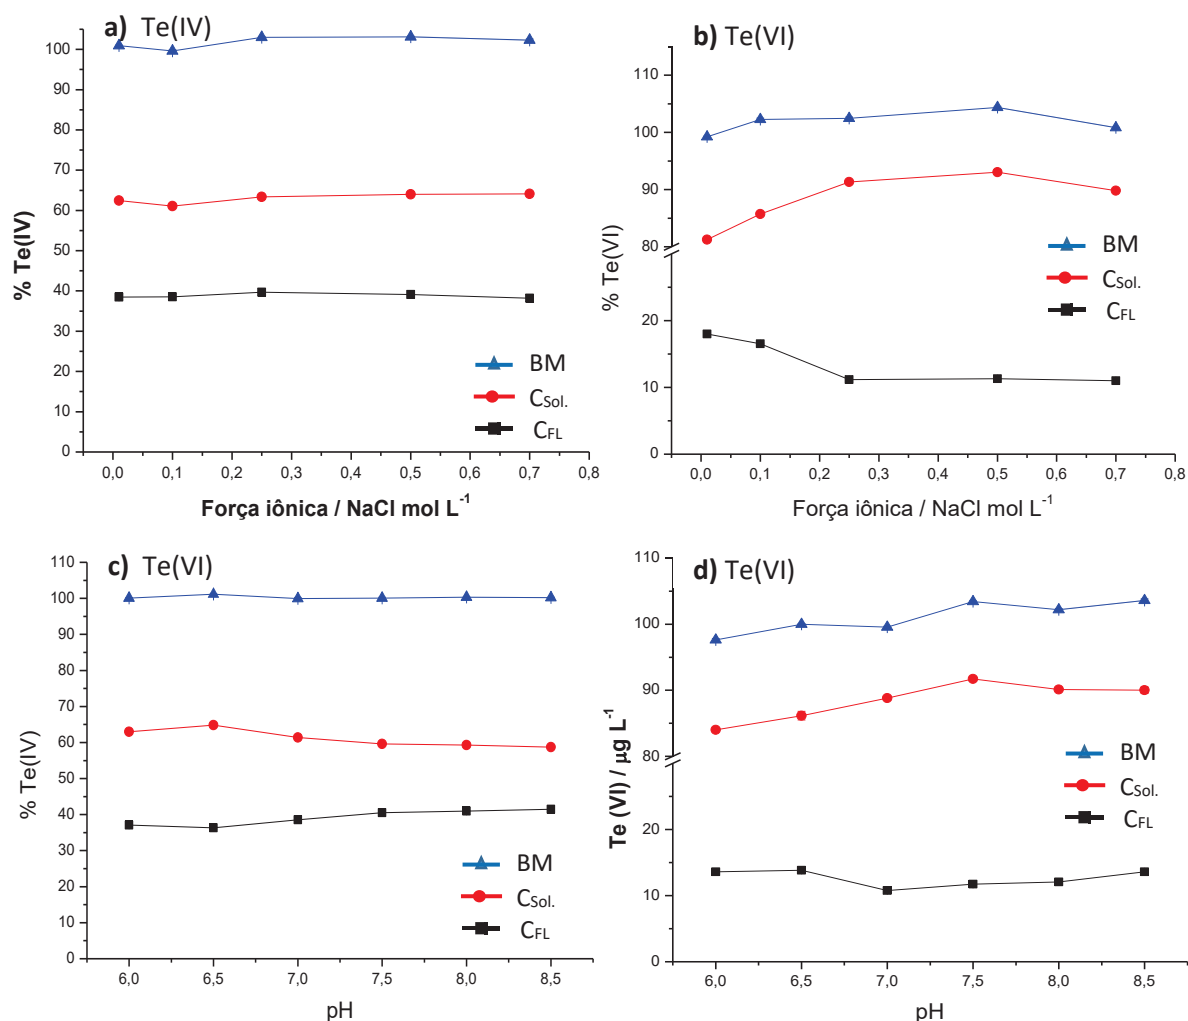 a) Te(IV)
100
90
80
70
60
50
40
30
20
10
0
% Te(IV)
BM
CSol.
CFL
0,0 0,1 0,2 0,3 0,4 0,5 0,6 0,7 0,8
Força iônica / NaCl mol L-1
b) Te(VI)
110
100
90
80
20
10
0
% Te(VI)
BM
CSol.
CFL
0,0 0,1 0,2 0,3 0,4 0,5 0,6 0,7 0,8
Força iônica / NaCl mol L-1
c) Te(VI)
110
100
90
80
70
60
50
40
30
20
10
0
% Te(IV)
BM
CSol.
CFL
6,0 6,5 7,0 7,5 8,0 8,5
pH
d) Te(VI)
110
100
90
80
20
10
0
Te (VI) / µg L-1
BM
CSol.
CFL
6,0 6,5 7,0 7,5 8,0 8,5
pH